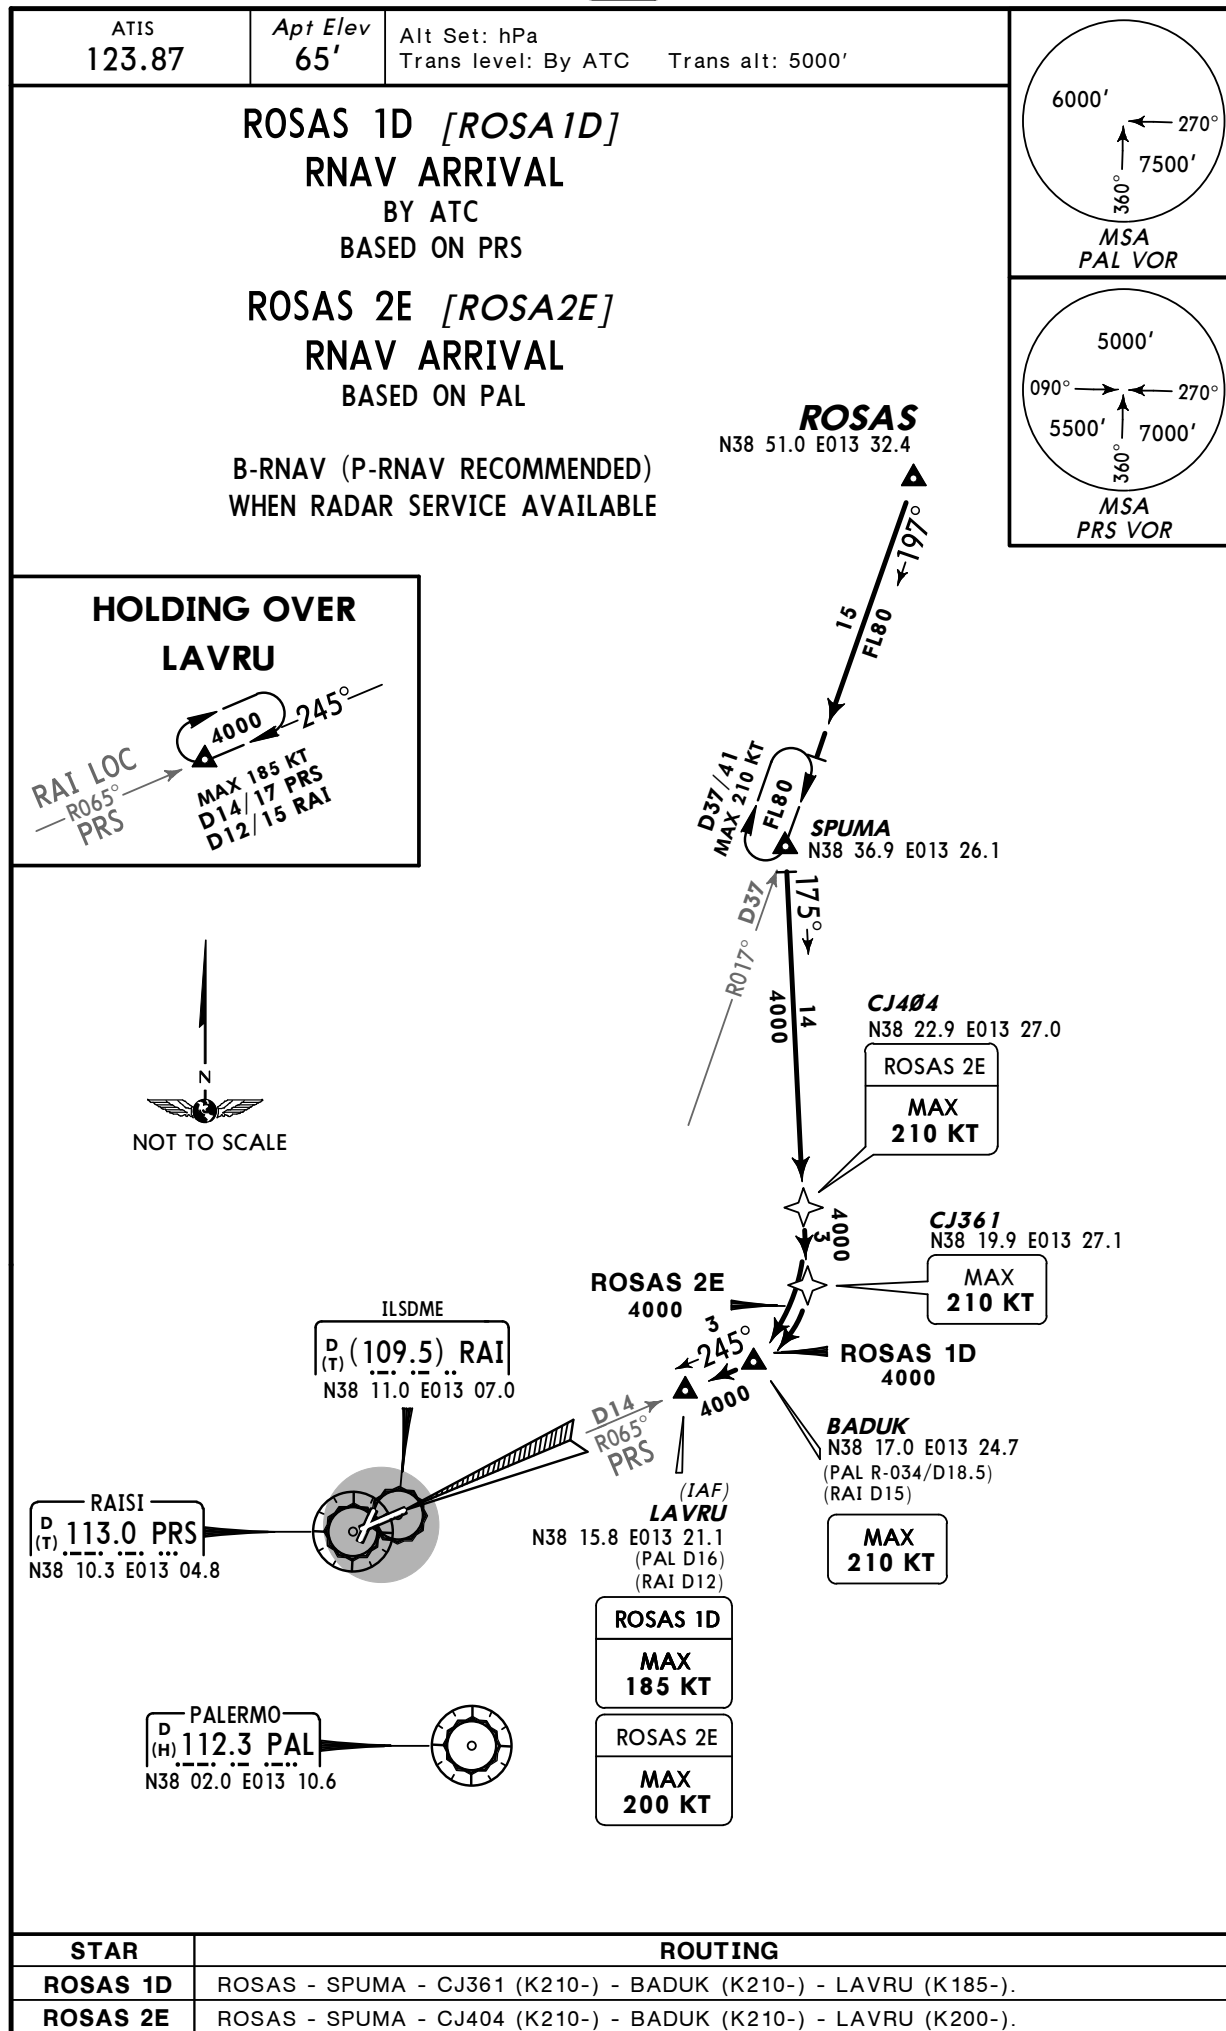 ATIS
123.87
Apt Elev
65'
Alt Set: hPa
Trans level: By ATC Trans alt: 5000'
6000'
270°
7500'
360°
MSA
PAL VOR
5000'
090°
270°
5500'
7000'
360°
MSA
PRS VOR
ROSAS 1D [ROSA1D]
RNAV ARRIVAL
BY ATC
BASED ON PRS
ROSAS 2E [ROSA2E]
RNAV ARRIVAL
BASED ON PAL
B-RNAV (P-RNAV RECOMMENDED)
WHEN RADAR SERVICE AVAILABLE
ROSAS
N38 51.0 E013 32.4
197°
15
FL80
HOLDING OVER
LAVRU
4000
245°
RAI LOC
R065°
PRS
MAX 185 KT
D14/17 PRS
D12/15 RAI
D37/41
MAX 210 KT
FL80
SPUMA
N38 36.9 E013 26.1
R017° D37
175°
14
4000
N
NOT TO SCALE
CJ4Ø4
N38 22.9 E013 27.0
ROSAS 2E
MAX
210 KT
4000
3
CJ361
N38 19.9 E013 27.1
MAX
210 KT
ROSAS 2E
4000
3
245°
4000
ROSAS 1D
4000
ILSDME
D
(T) (109.5) RAI
N38 11.0 E013 07.0
D14
R065°
PRS
BADUK
N38 17.0 E013 24.7
(PAL R-034/D18.5)
(RAI D15)
MAX
210 KT
RAISI
D
(T) 113.0 PRS
N38 10.3 E013 04.8
(IAF)
LAVRU
N38 15.8 E013 21.1
(PAL D16)
(RAI D12)
ROSAS 1D
MAX
185 KT
ROSAS 2E
MAX
200 KT
PALERMO
D
(H) 112.3 PAL
N38 02.0 E013 10.6
STAR ROUTING
ROSAS 1D ROSAS - SPUMA - CJ361 (K210-) - BADUK (K210-) - LAVRU (K185-).
ROSAS 2E ROSAS - SPUMA - CJ404 (K210-) - BADUK (K210-) - LAVRU (K200-).